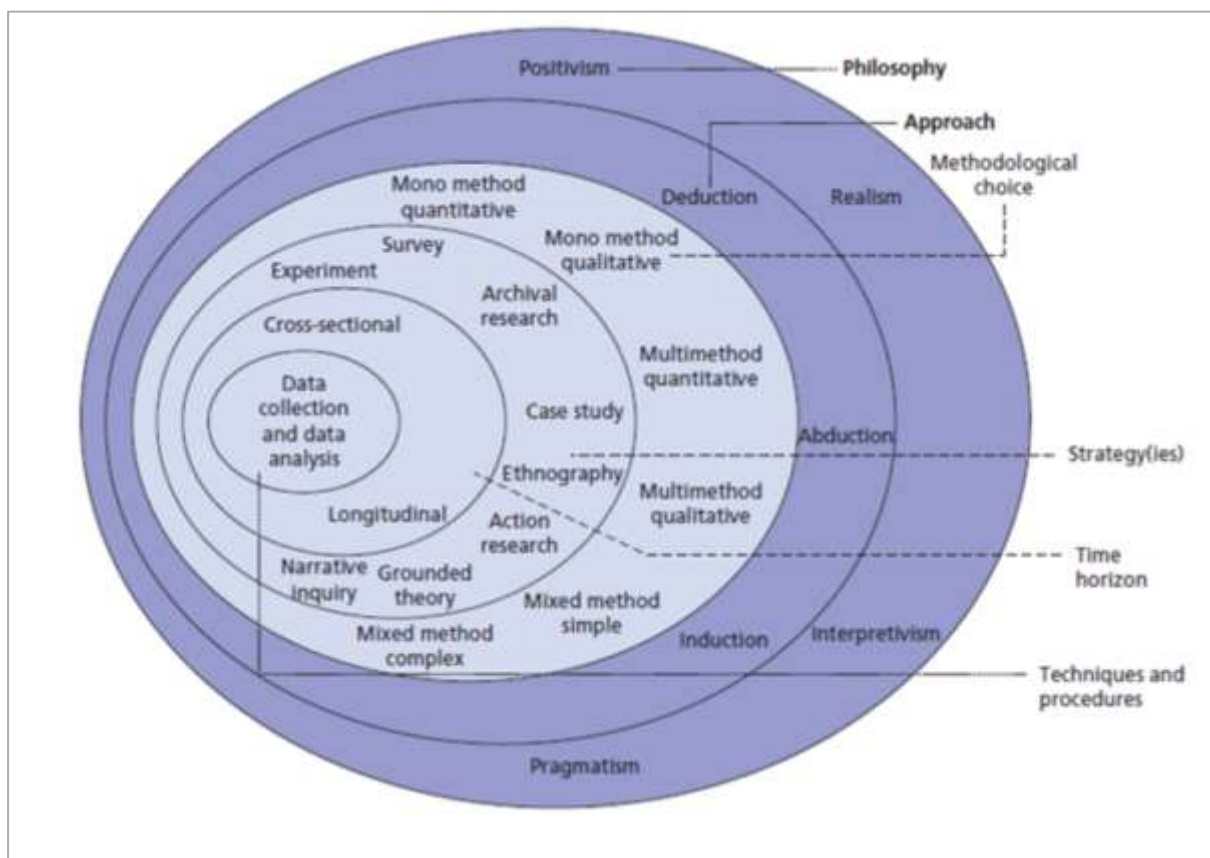 Positivism
Philosophy
Approach
Methodological
choice
Mono method
quantitative
Deduction
Realism
Survey
Mono method
qualitative
Experiment
Archival
research
Cross-sectional
Multimethod
quantitative
Data
collection
and data
analysis
Case study
Abduction
Strategy(ies)
Ethnography
Multimethod
qualitative
Longitudinal
Action
research
Time
horizon
Narrative
inquiry
Grounded
theory
Mixed method
simple
Mixed method
complex
Induction
Interpretivism
Techniques and
procedures
Pragmatism